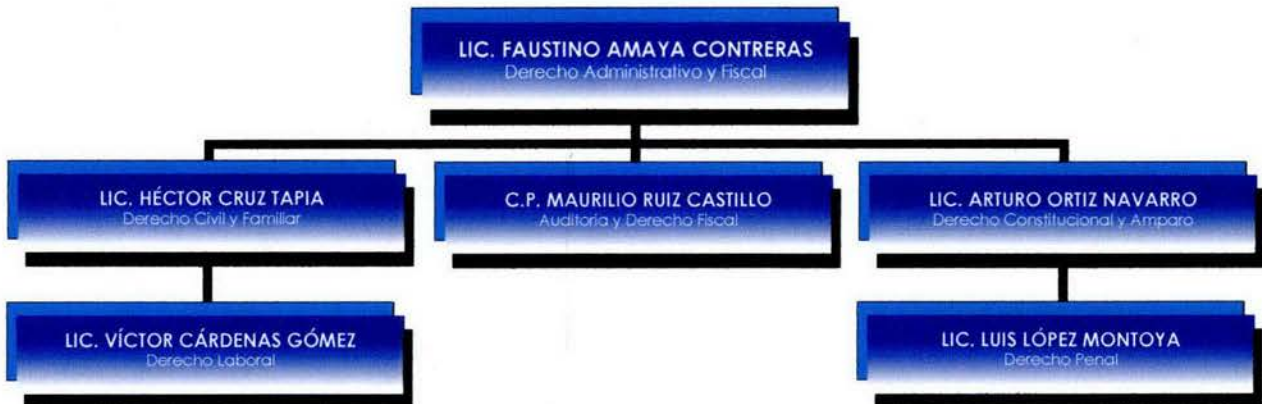 LIC. FAUSTINO AMAYA CONTRERAS
Derecho Administrativo y Fiscal
LIC. HÉCTOR CRUZ TAPIA
Derecho Civil y Familiar
C.P. MAURILIO RUIZ CASTILLO
Auditoria y Derecho Fiscal
LIC. ARTURO ORTIZ NAVARRO
Derecho Constitucional y Amparo
LIC. VÍCTOR CÁRDENAS GÓMEZ
Derecho Laboral
LIC. LUIS LÓPEZ MONTOYA
Derecho Penal